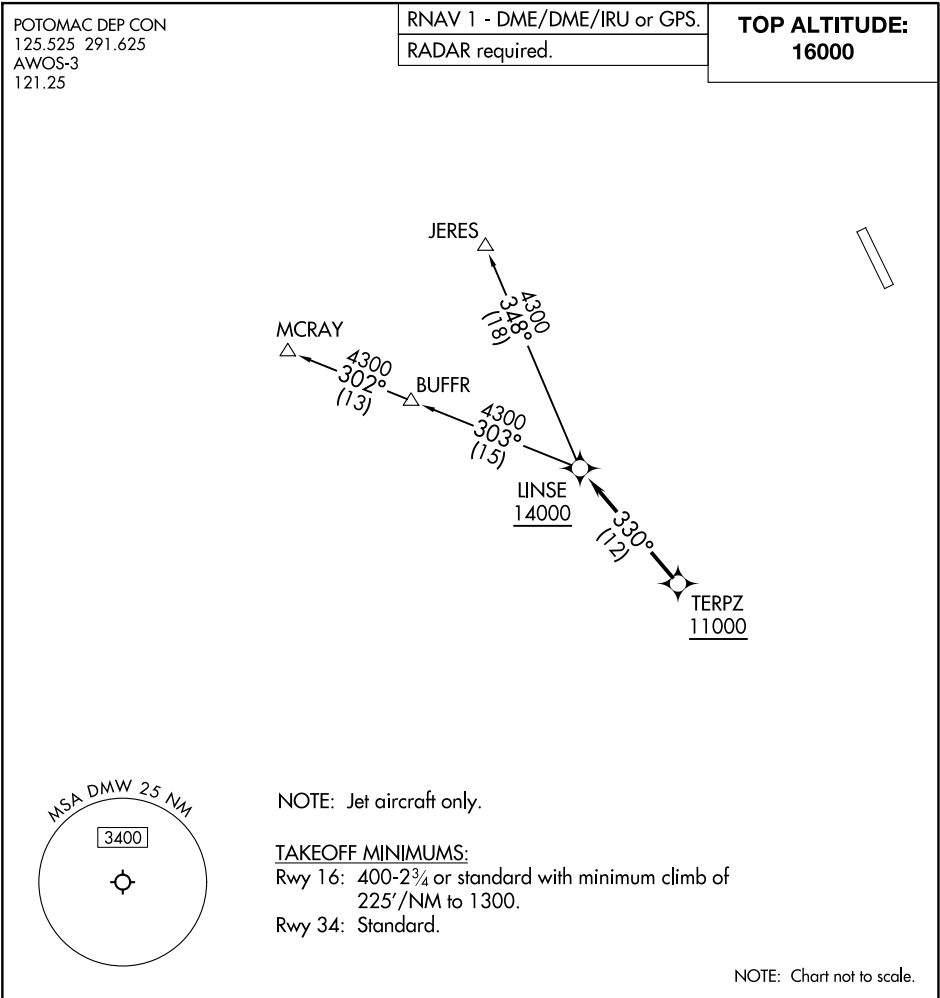 POTOMAC DEP CON
125.525 291.625
AWOS-3
121.25
RNAV 1 - DME/DME/IRU or GPS.
RADAR required.
TOP ALTITUDE:
16000
JERES
4300
348°
(18)
MCRAY
4300
302°
(13)
BUFFR
4300
303°
(15)
LINSE
14000
330°
(12)
TERPZ
11000
MSA DMW 25 NM
3400
NOTE: Jet aircraft only.
TAKEOFF MINIMUMS:
Rwy 16: 400-2¾ or standard with minimum climb of
225'/NM to 1300.
Rwy 34: Standard.
NOTE: Chart not to scale.